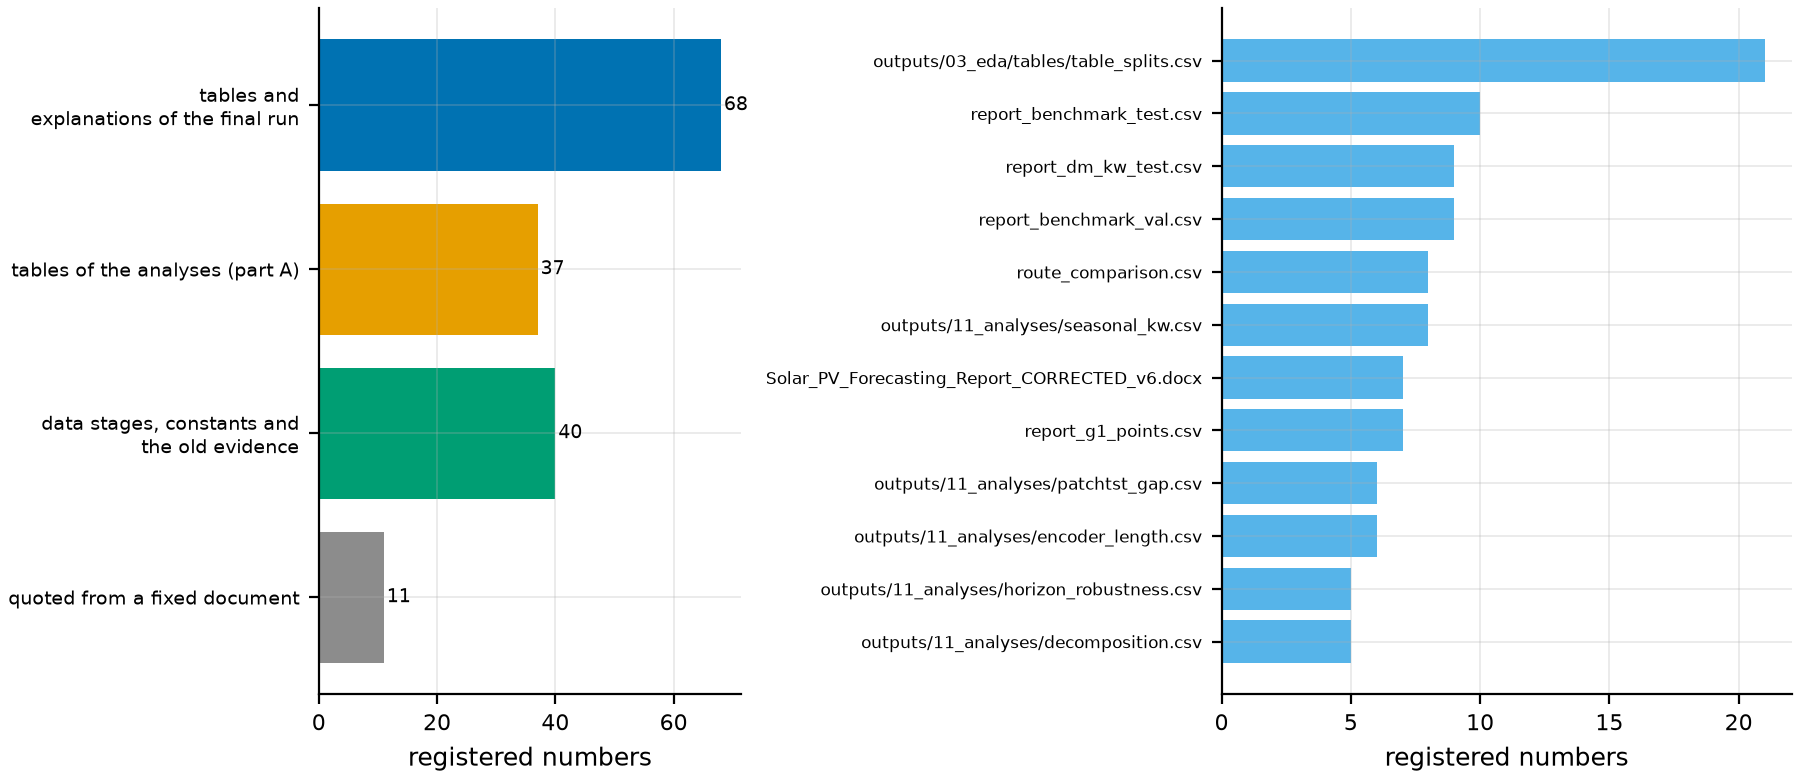 tables and
explanations of the final run
68
tables of the analyses (part A)
37
data stages, constants and
the old evidence
40
quoted from a fixed document
11
0 20 40 60
registered numbers
outputs/03_eda/tables/table_splits.csv
report_benchmark_test.csv
report_dm_kw_test.csv
report_benchmark_val.csv
route_comparison.csv
outputs/11_analyses/seasonal_kw.csv
Solar_PV_Forecasting_Report_CORRECTED_v6.docx
report_g1_points.csv
outputs/11_analyses/patchtst_gap.csv
outputs/11_analyses/encoder_length.csv
outputs/11_analyses/horizon_robustness.csv
outputs/11_analyses/decomposition.csv
0 5 10 15 20
registered numbers